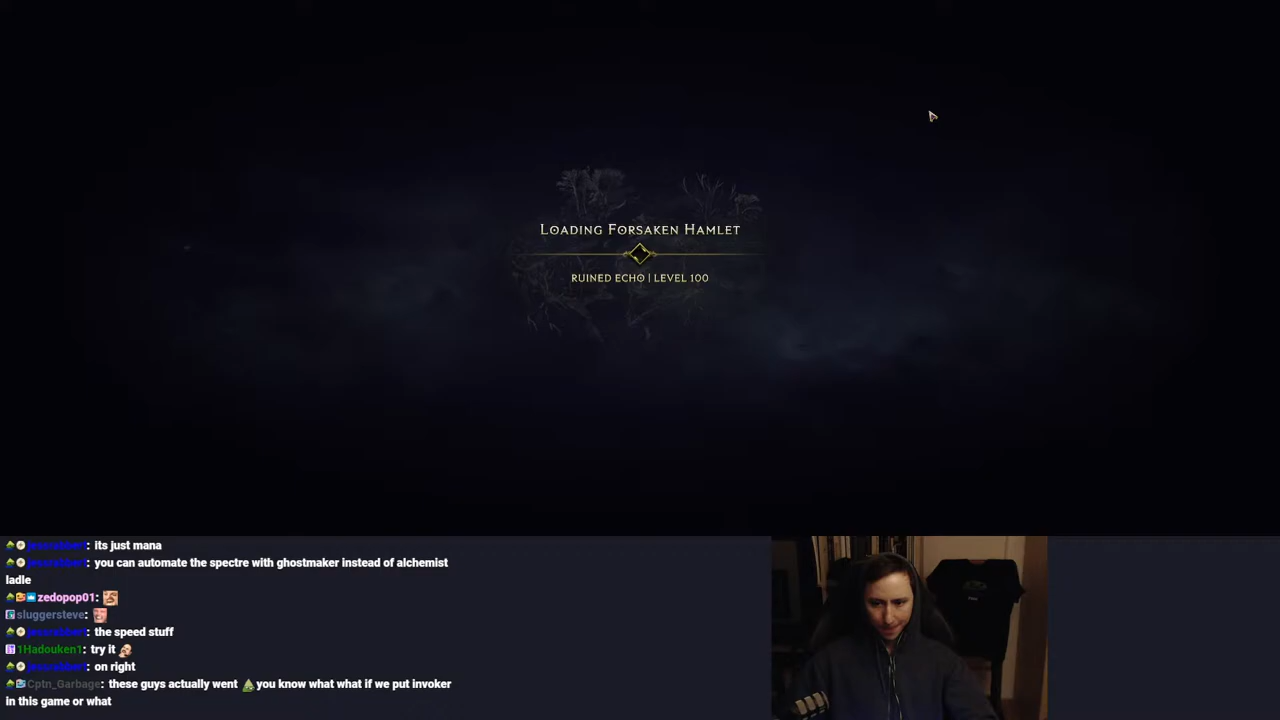 LOADING FORSAKEN HAMLET
RUINED ECHO | LEVEL 100
: its just mana
: you can automate the spectre with ghostmaker instead of alchemist
ladle
zedopop01:
sluggersteve:
: the speed stuff
1Hadouken1: try it
: on right
Cptn_Garbage: these guys actually went you know what what if we put invoker
in this game or what